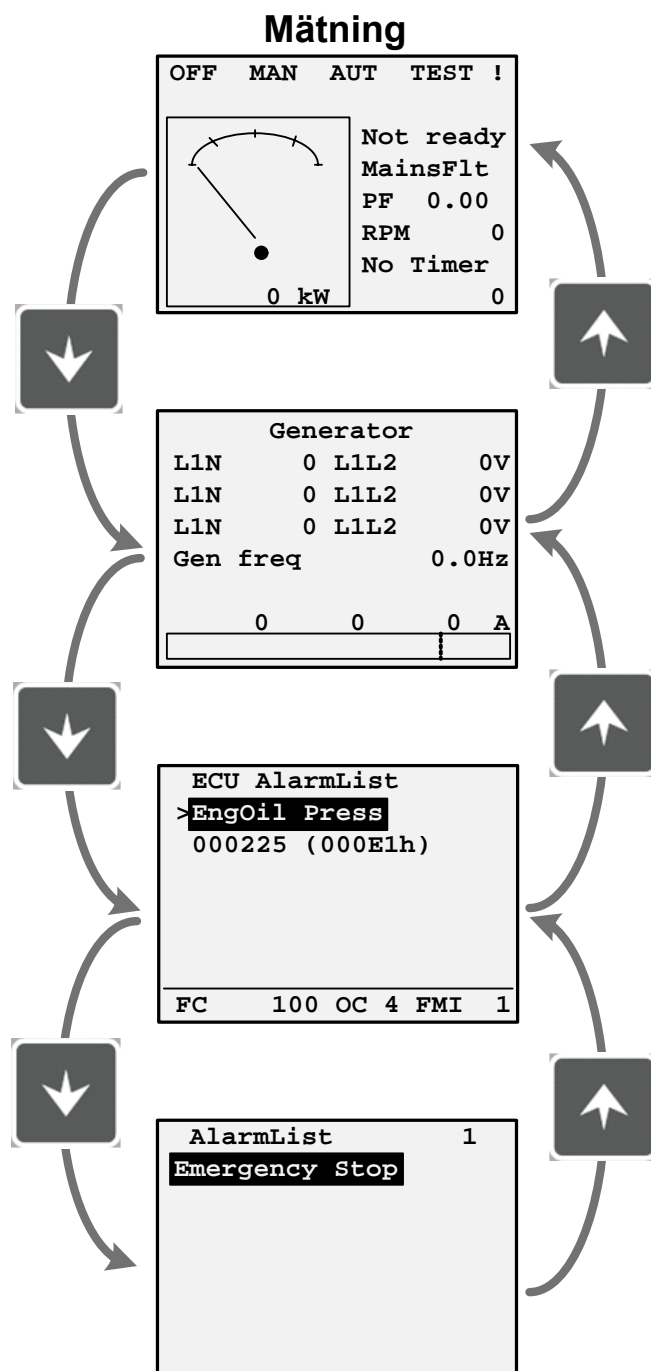 Mätning
OFF MAN AUT TEST !
Not ready
MainsFlt
PF 0.00
RPM 0
No Timer
0 kW 0
Generator
L1N 0 L1L2 0V
L1N 0 L1L2 0V
L1N 0 L1L2 0V
Gen freq 0.0Hz
0 0 0 A
ECU AlarmList
>EngOil Press
000225 (000E1h)
FC 100 OC 4 FMI 1
AlarmList 1
Emergency Stop